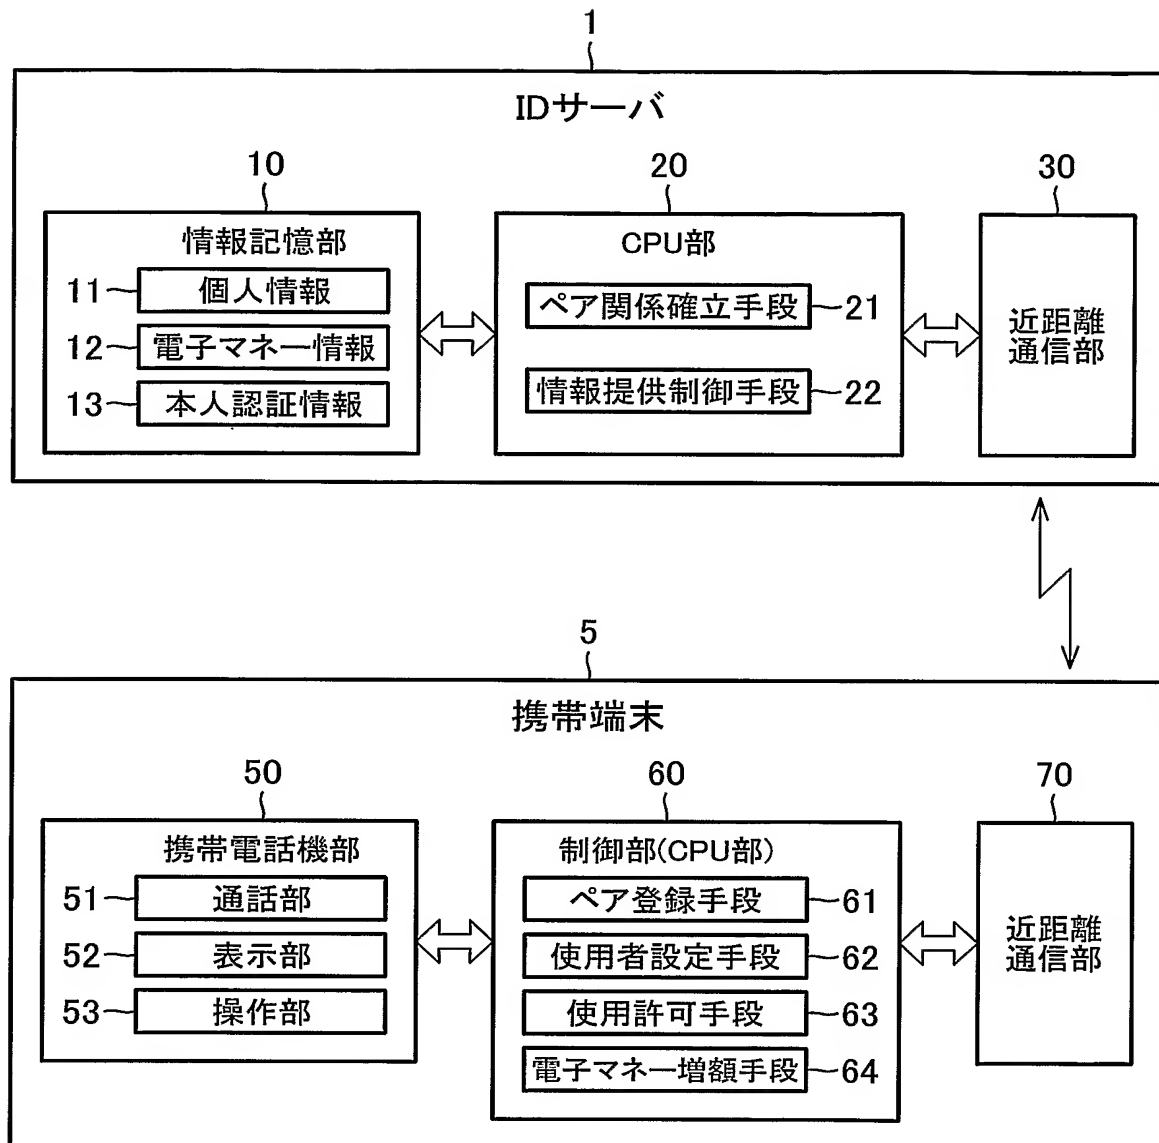 1
IDサーバ
10
20
30
情報記憶部
CPU部
11
個人情報
ペア関係確立手段
21
近距離
通信部
12
電子マネー情報
13
本人認証情報
情報提供制御手段
22
5
携帯端末
50
60
70
携帯電話機部
制御部(CPU部)
51
通話部
ペア登録手段
61
近距離
通信部
52
表示部
使用者設定手段
62
53
操作部
使用許可手段
63
電子マネー増額手段
64